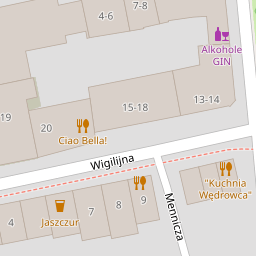 4
7-8
Alkohole
GIN
13-14
15-18
19
20
Ciao Bella!
Wigilijna
Mennicza
"Kuchnia
Wędrowca"
9
8
7
Jaszczur
4